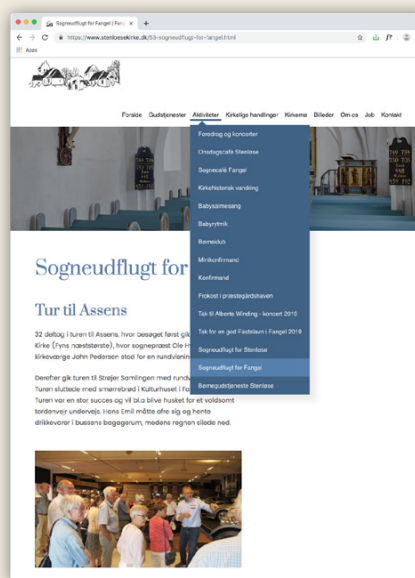 Sogneudflugt for Fangel | Fang
https://www.stenloesekirke.dk/63-sogneudflugt-for-fangel.html
Apps
Forside Gudstjenester Aktiviteter Kirkelige handlinger Kirkerne Billeder Om os Job Kontakt
Foredrag og koncerter
Onsdagscafé Stenløse
Sognecafé Fangel
Kirkehistorisk vandring
Babysalmesang
Babyrytmik
Børneklub
Minikonfirmand
Konfirmand
Frokost i præstegårdshaven
Tak til Alberte Winding - koncert 2019
Tak for en god Fastelavn i Fangel 2019
Sogneudflugt for Stenløse
Sogneudflugt for Fangel
Børnegudstjeneste Stenløse
Sogneudflugt for
Tur til Assens
32 deltog i turen til Assens, hvor besøget først gik
Kirke (Fyns næststørste), hvor sognepræst Ole H
kirkeværge John Pedersen stod for en rundvisnin
Derefter gik turen til Strøjer Samlingen med rundv
Turen sluttede med smørrebrød i Kulturhuset i Fa
Turen var en stor succes og vil bl.a blive husket for et voldsomt
tordenvejr undervejs. Hans Emil måtte ofre sig og hente
drikkevarer i bussens bagagerum, medens regnen silede ned.